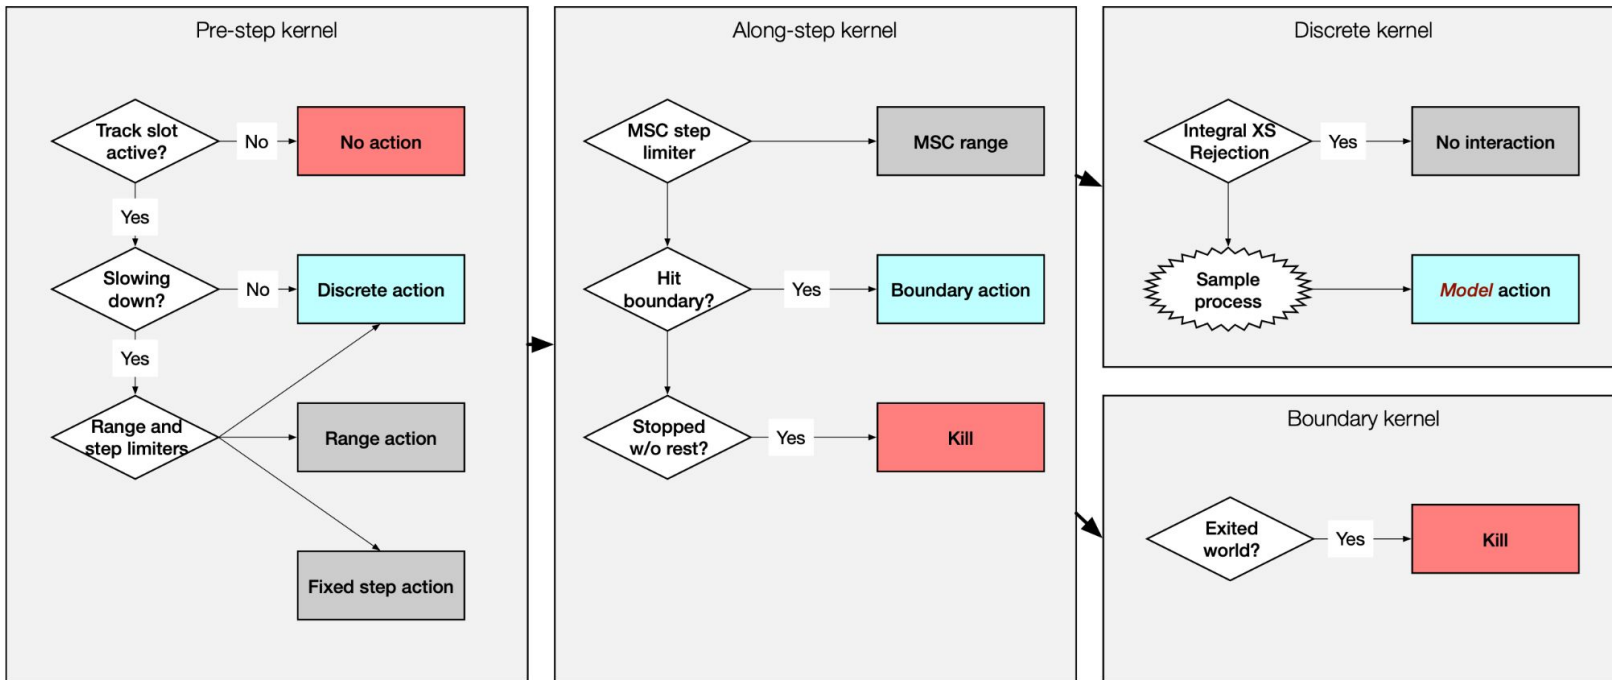 Pre-step kernel
Track slot
active?
No
No action
Yes
Slowing
down?
No
Discrete action
Yes
Range and
step limiters
Range action
Fixed step action
Along-step kernel
MSC step
limiter
MSC range
Hit
boundary?
Yes
Boundary action
Stopped
w/o rest?
Yes
Kill
Discrete kernel
Integral XS
Rejection
Yes
No interaction
Sample
process
Model action
Boundary kernel
Exited
world?
Yes
Kill